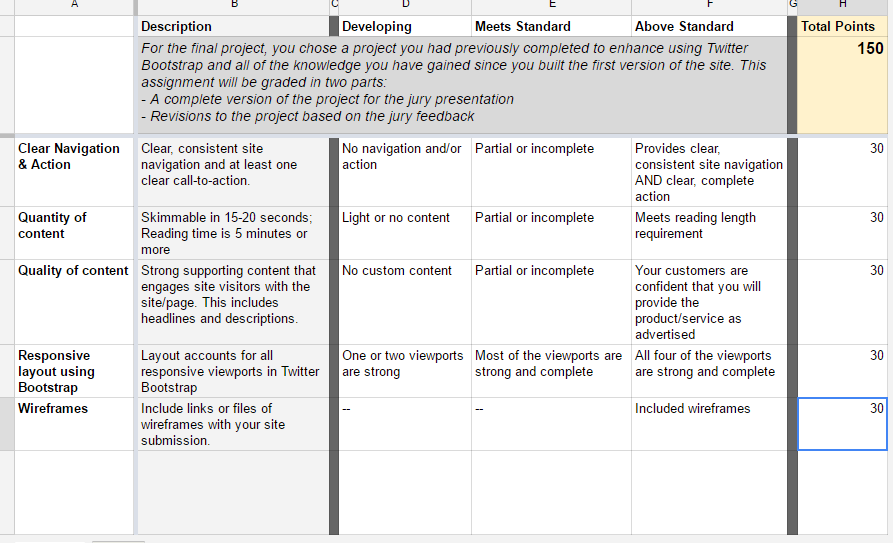 A B C D E F G H
Description Developing Meets Standard Above Standard Total Points
For the final project, you chose a project you had previously completed to enhance using Twitter
Bootstrap and all of the knowledge you have gained since you built the first version of the site. This
assignment will be graded in two parts:
- A complete version of the project for the jury presentation
- Revisions to the project based on the jury feedback
150
Clear Navigation
& Action
Clear, consistent site
navigation and at least one
clear call-to-action.
No navigation and/or
action
Partial or incomplete
Provides clear,
consistent site navigation
AND clear, complete
action
30
Quantity of
content
Skimmable in 15-20 seconds;
Reading time is 5 minutes or
more
Light or no content
Partial or incomplete
Meets reading length
requirement
30
Quality of content
Strong supporting content that
engages site visitors with the
site/page. This includes
headlines and descriptions.
No custom content
Partial or incomplete
Your customers are
confident that you will
provide the
product/service as
advertised
30
Responsive
layout using
Bootstrap
Layout accounts for all
responsive viewports in Twitter
Bootstrap
One or two viewports
are strong
Most of the viewports are
strong and complete
All four of the viewports
are strong and complete
30
Wireframes
Include links or files of
wireframes with your site
submission.
--
--
Included wireframes
30